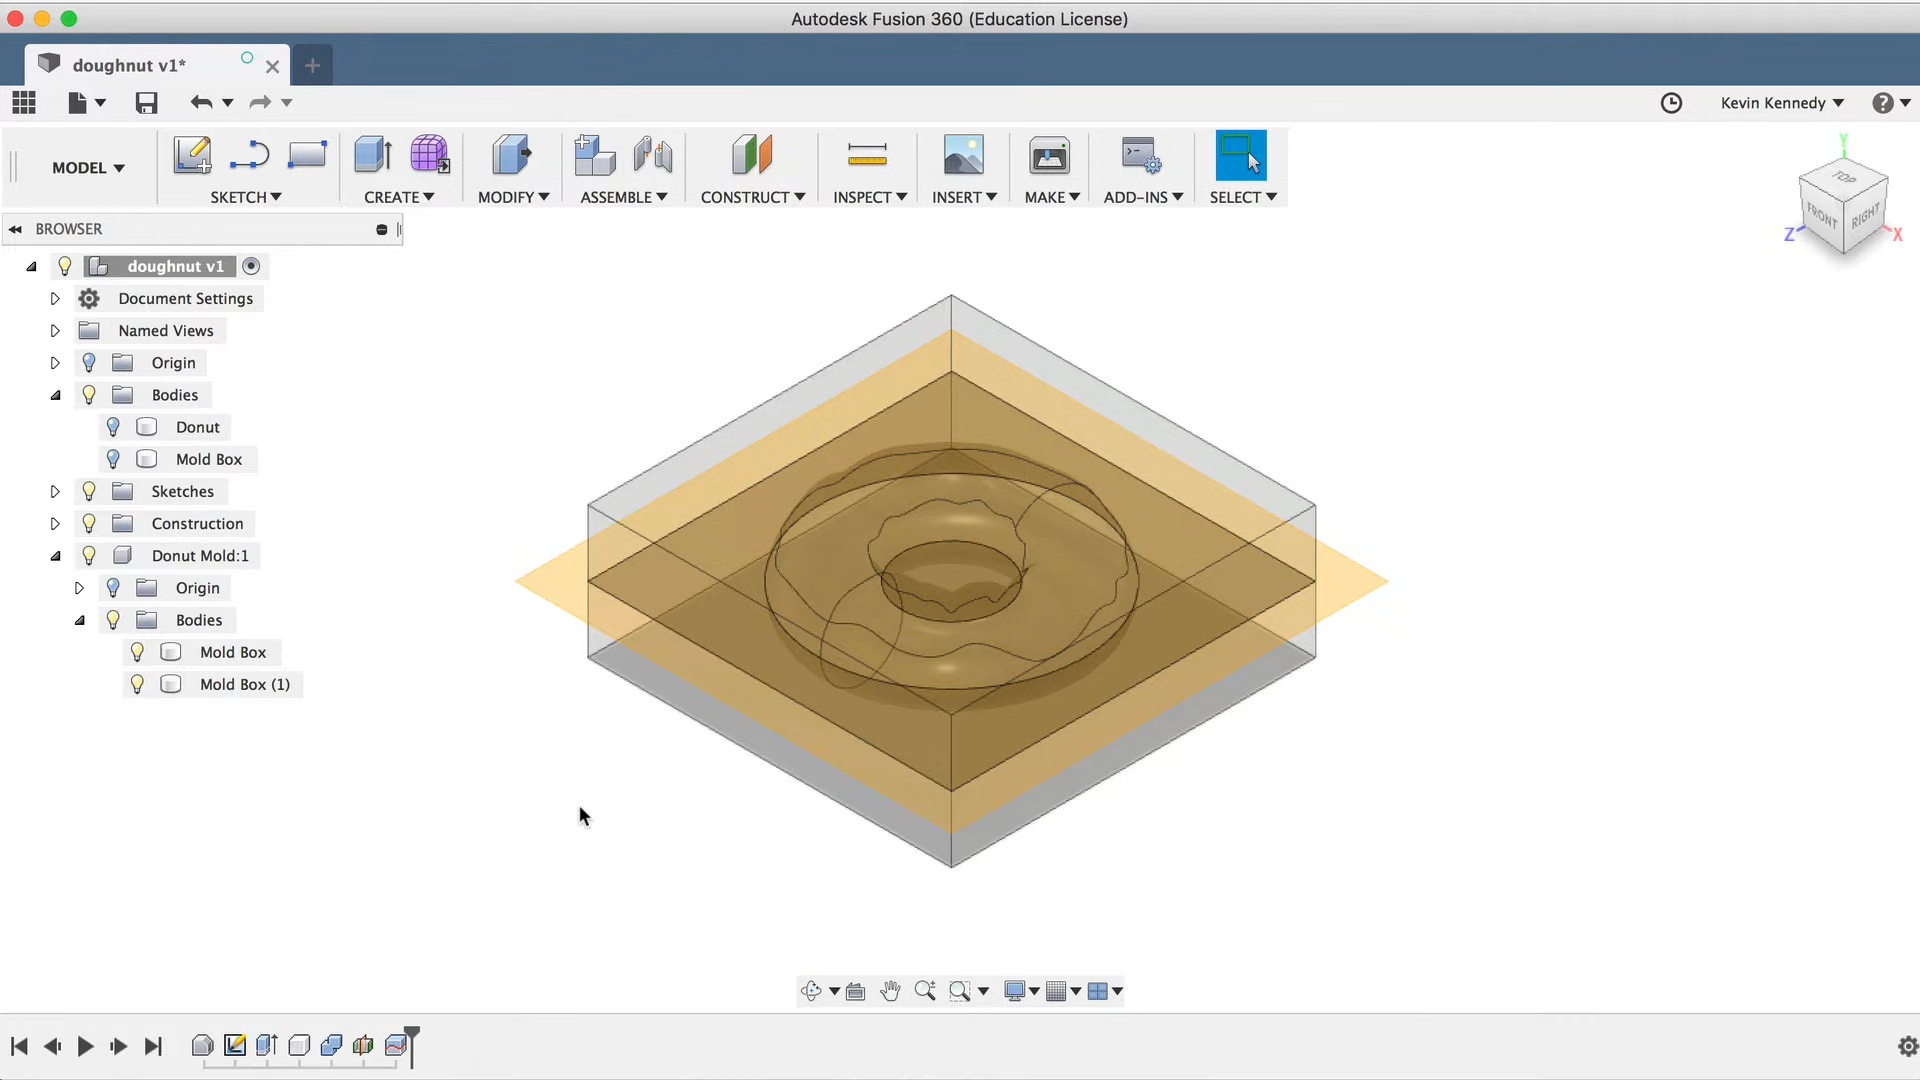 Autodesk Fusion 360 (Education License)
doughnut v1*
Kevin Kennedy
?
MODEL
SKETCH
CREATE
MODIFY
ASSEMBLE
CONSTRUCT
INSPECT
INSERT
MAKE
ADD-INS
SELECT
Y
TOP
FRONT
RIGHT
Z
X
BROWSER
doughnut v1
Document Settings
Named Views
Origin
Bodies
Donut
Mold Box
Sketches
Construction
Donut Mold:1
Origin
Bodies
Mold Box
Mold Box (1)